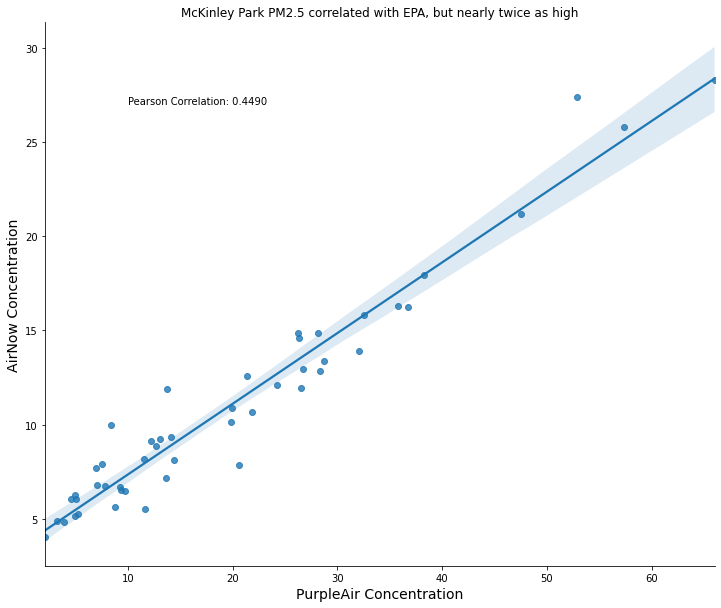 McKinley Park PM2.5 correlated with EPA, but nearly twice as high
30
Pearson Correlation: 0.4490
25
20
15
10
5
AirNow Concentration
10 20 30 40 50 60
PurpleAir Concentration